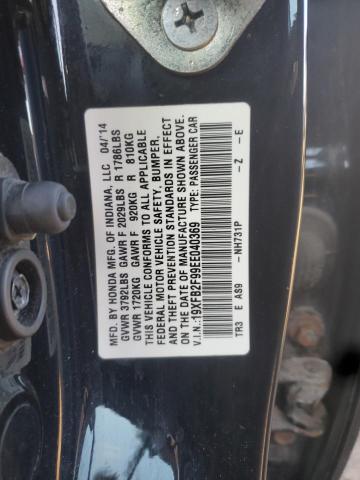 MFD. BY HONDA MFG. OF INDIANA, LLC 04/'14
GVWR 3792LBS GAWR F 2029LBS R 1786LBS
GVWR 1720KG GAWR F 920KG R 810KG
THIS VEHICLE CONFORMS TO ALL APPLICABLE
FEDERAL MOTOR VEHICLE SAFETY, BUMPER,
AND THEFT PREVENTION STANDARDS IN EFFECT
ON THE DATE OF MANUFACTURE SHOWN ABOVE.
V.I.N.:19XFB2F99EE040369 TYPE: PASSENGER CAR
TR3 E AS9 -NH731P -Z -E